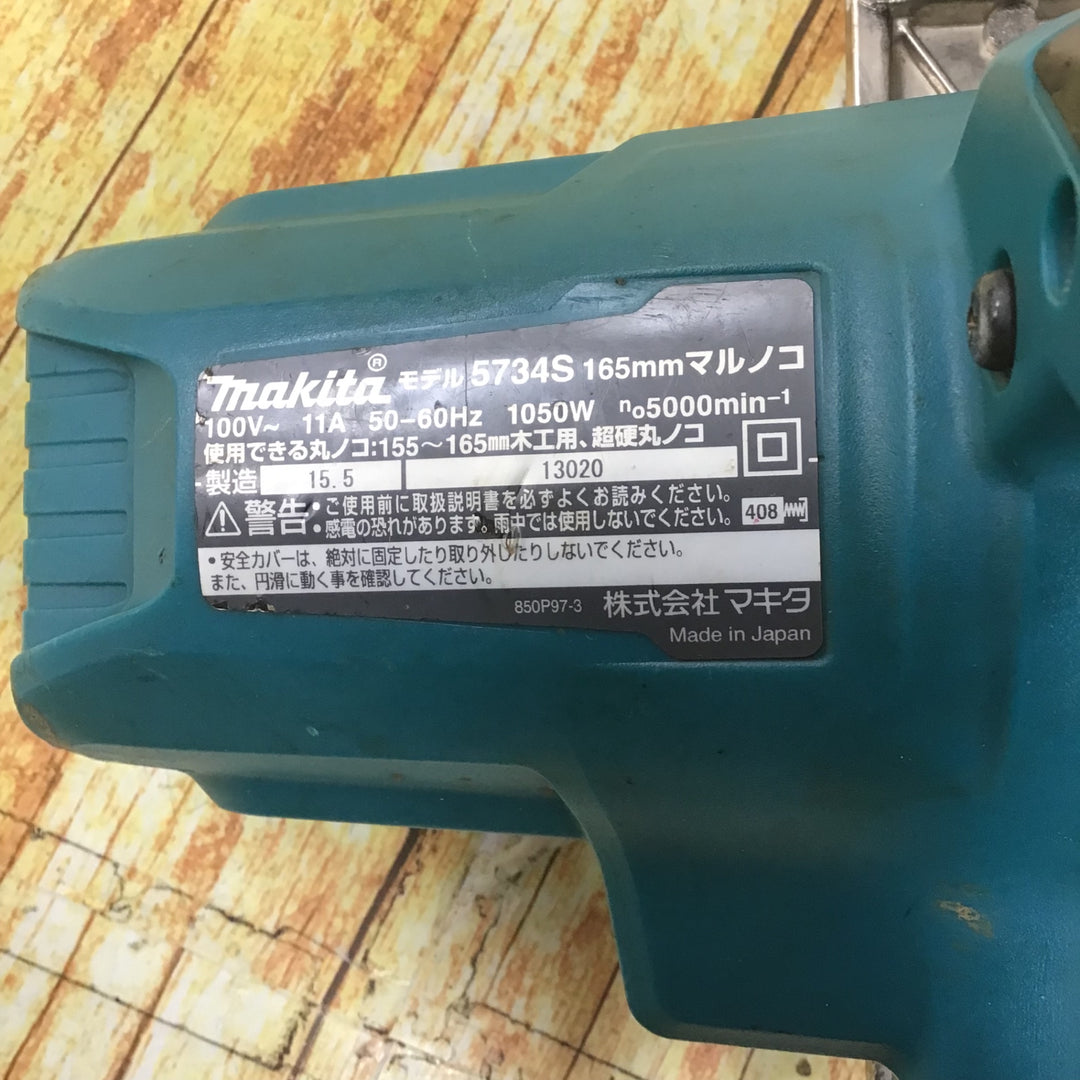 makita® モデル 5734S 165mmマルノコ
100V~ 11A 50-60Hz 1050W n₀5000min⁻¹
使用できる丸ノコ:155~165mm木工用、超硬丸ノコ
製造 15.5 13020
警告:ご使用前に取扱説明書を必ずよくお読みください。
感電の恐れがあります。雨中では使用しないでください。 408
・安全カバーは、絶対に固定したり取り外したりしないでください。
また、円滑に動く事を確認してください。
850P97-3 株式会社 マキタ
Made in Japan